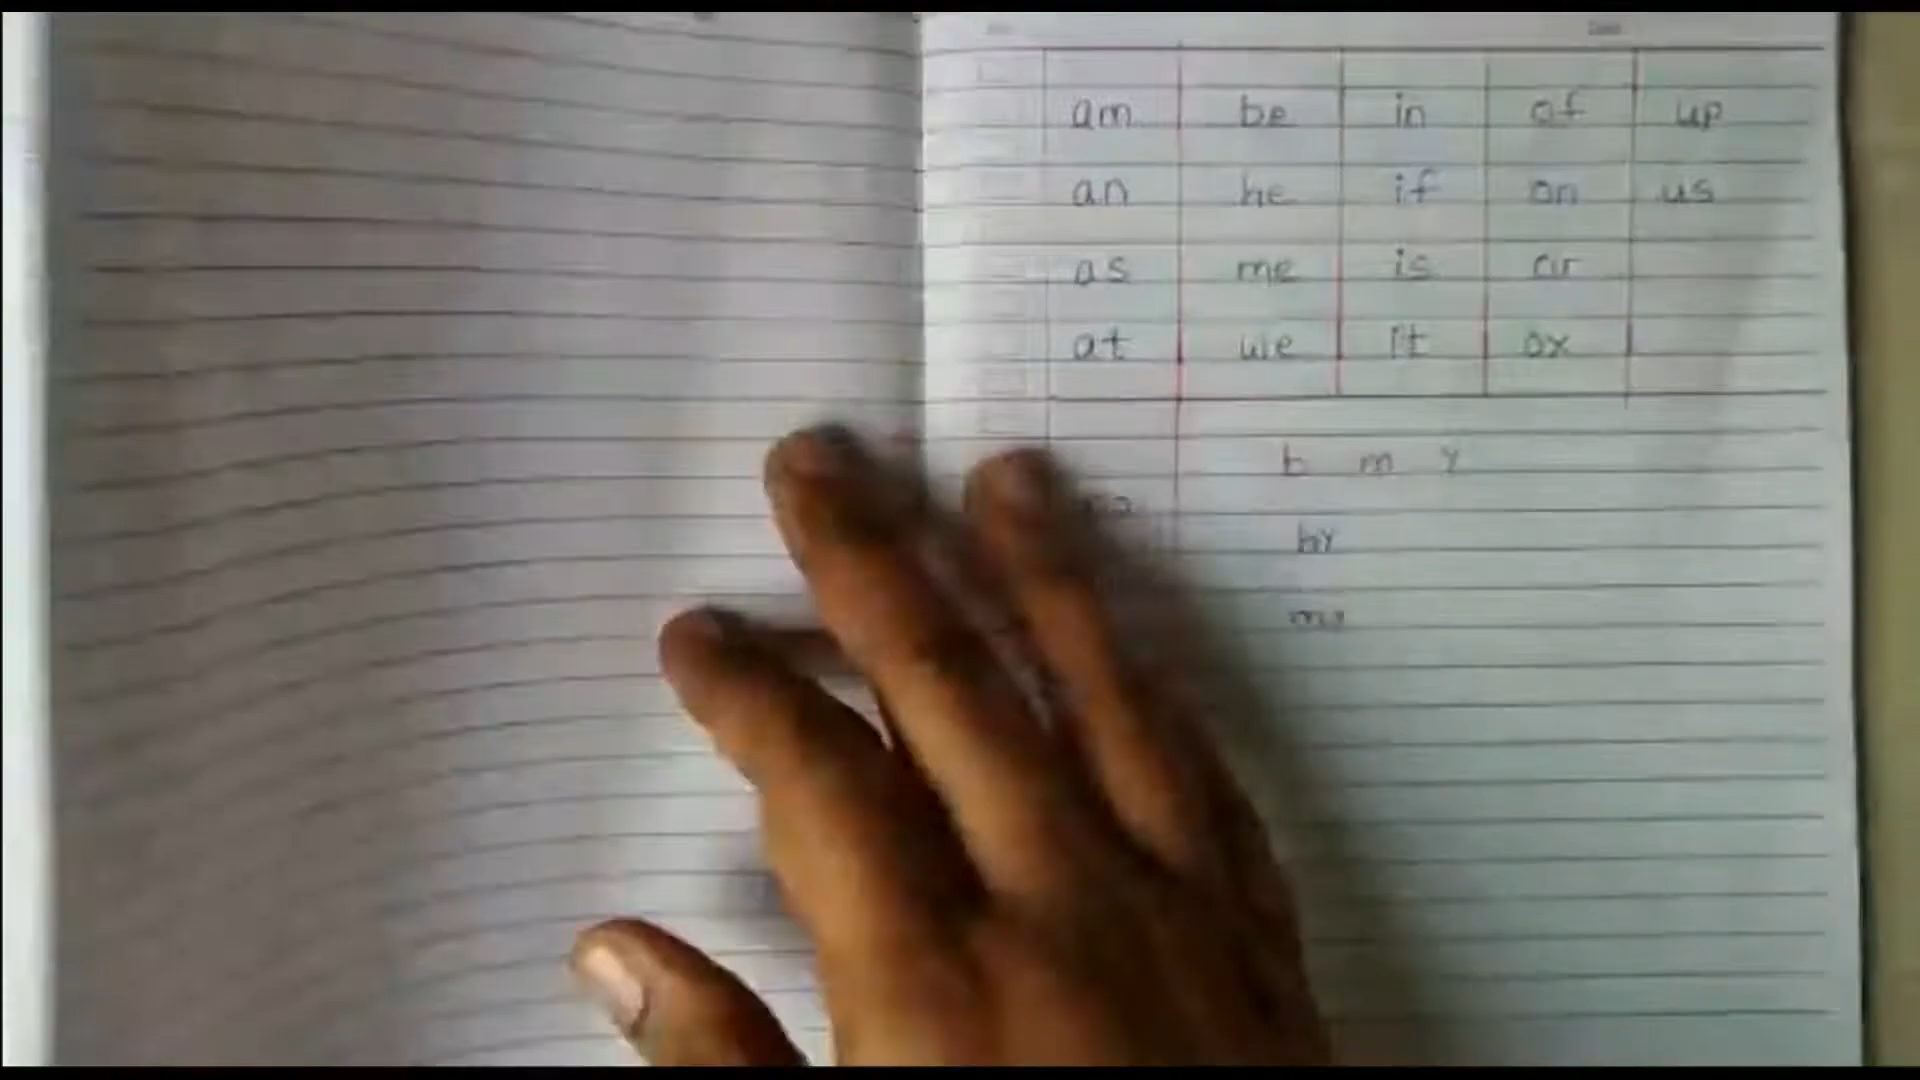 am be in of up
an he if on us
as me is or
at we it ox
b m y
by
my